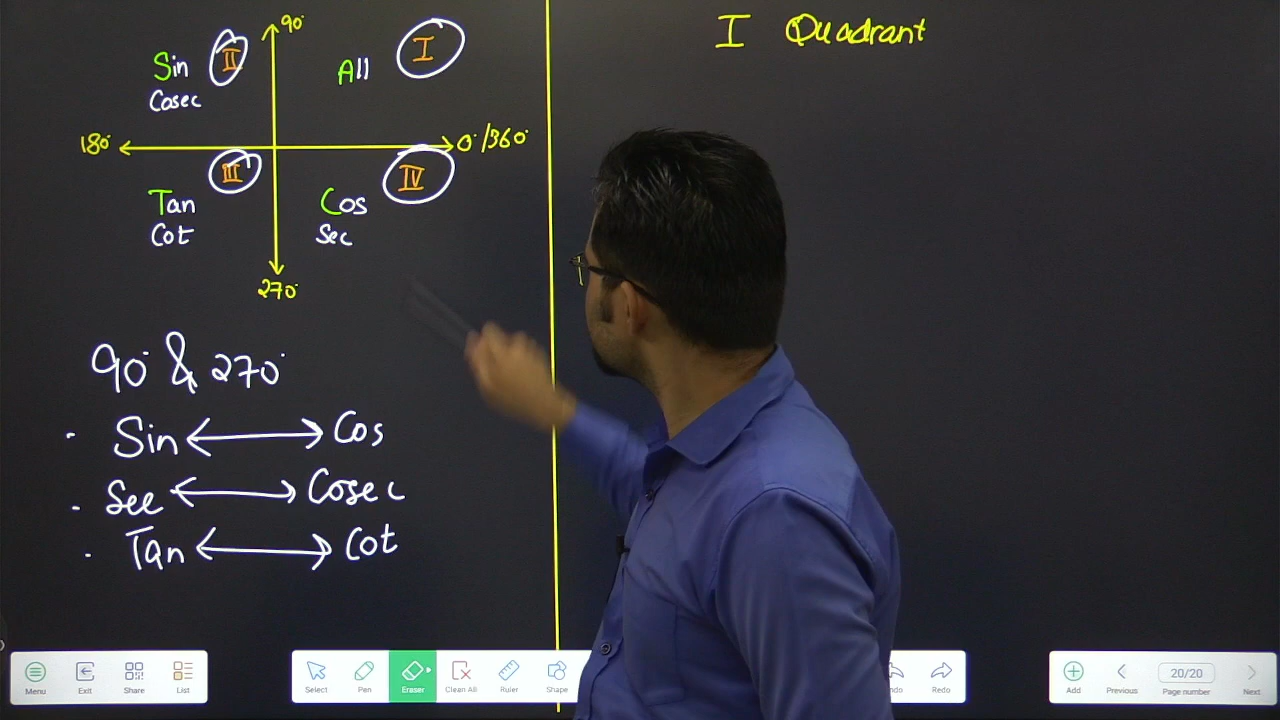 90°
Sin II All I
Cosec
180° 0°/360°
III IV
Tan Cos
Cot Sec
270°
90° & 270°
Sin Cos
Sec Cosec
Tan Cot
I Quadrant
Menu Exit Share List
Select Pen Eraser Clean All Ruler Shape Redo
Add Previous 20/20 Next
Page number